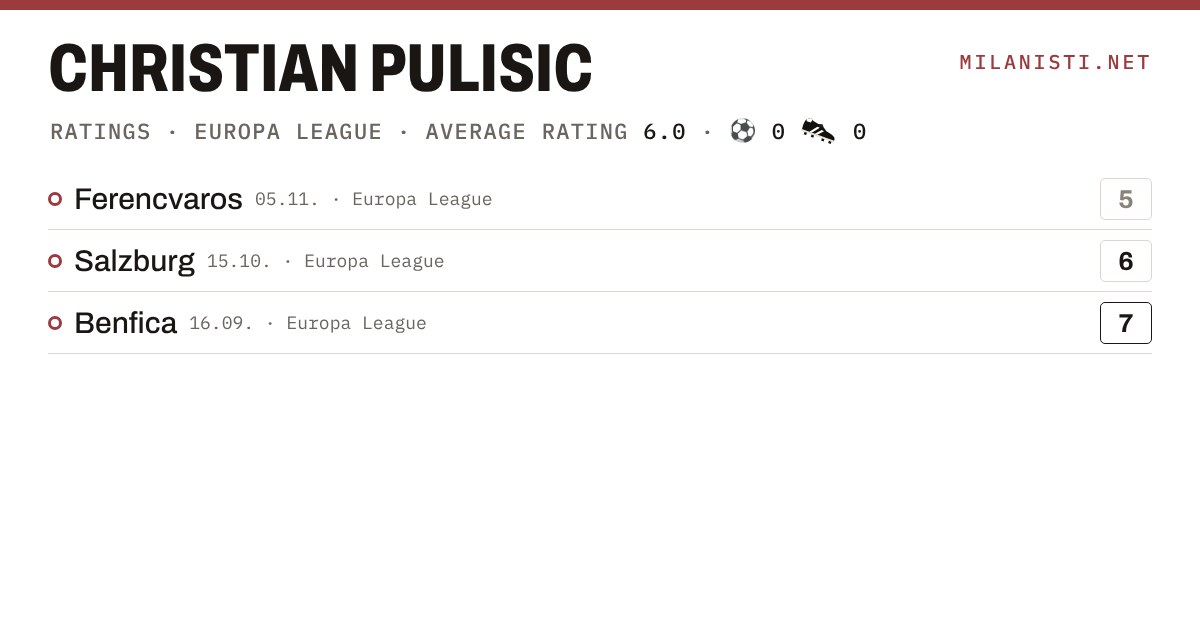 CHRISTIAN PULISIC
MILANISTI.NET
RATINGS · EUROPA LEAGUE · AVERAGE RATING 6.0 · ⚽ 0 👟 0
Ferencvaros 05.11. · Europa League 5
Salzburg 15.10. · Europa League 6
Benfica 16.09. · Europa League 7